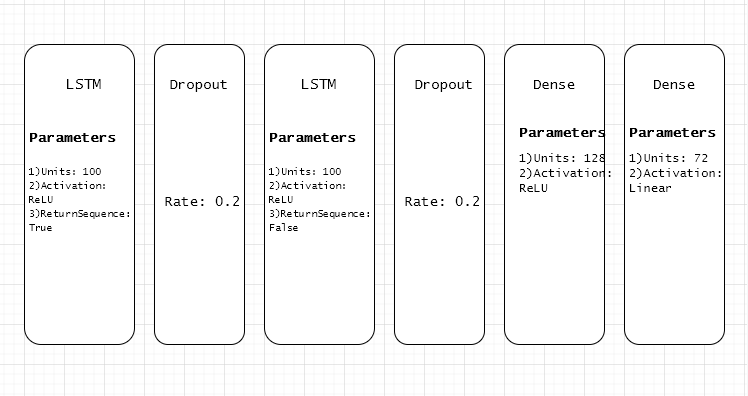 LSTM
Parameters
1)Units: 100
2)Activation:
ReLU
3)ReturnSequence:
True
Dropout
Rate: 0.2
LSTM
Parameters
1)Units: 100
2)Activation:
ReLU
3)ReturnSequence:
False
Dropout
Rate: 0.2
Dense
Parameters
1)Units: 128
2)Activation:
ReLU
Dense
Parameters
1)Units: 72
2)Activation:
Linear